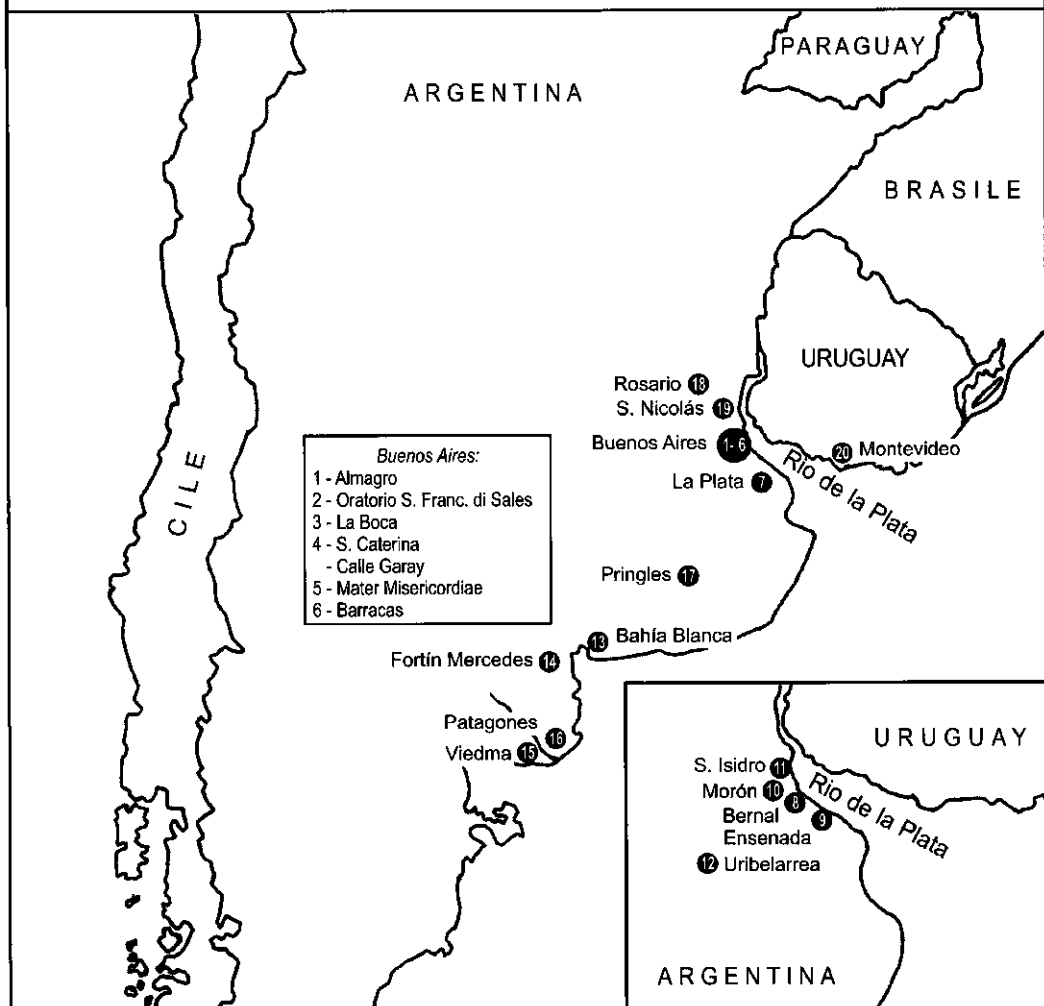 PARAGUAY
ARGENTINA
BRASILE
URUGUAY
CILE
Rosario 18
S. Nicolás 19
Buenos Aires 1-6
20 Montevideo
La Plata 7
Rio de la Plata
Buenos Aires:
1 - Almagro
2 - Oratorio S. Franc. di Sales
3 - La Boca
4 - S. Caterina
- Calle Garay
5 - Mater Misericordiae
6 - Barracas
Pringles 17
13 Bahía Blanca
Fortín Mercedes 14
Patagones 16
Viedma 15
URUGUAY
S. Isidro 11
Morón 10
Rio de la Plata
8
Bernal
9
Ensenada
12 Uribelarrea
ARGENTINA